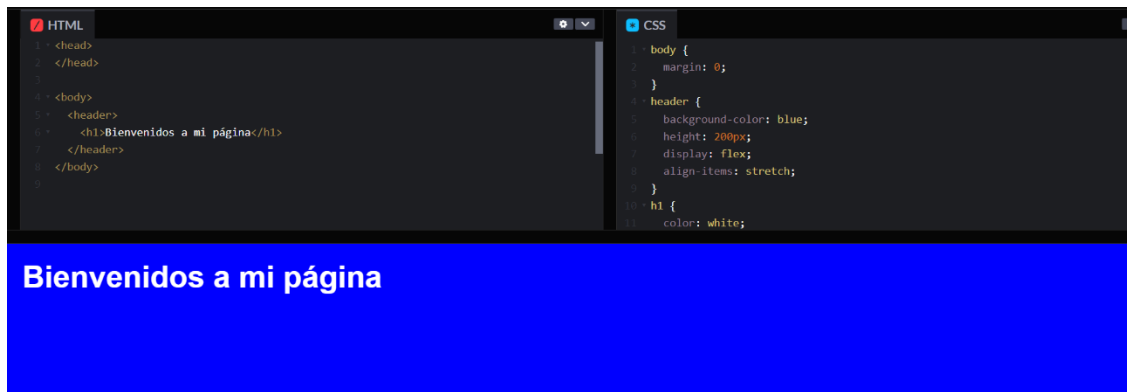 HTML
1 <head>
2 </head>
3
4 <body>
5 <header>
6 <h1>Bienvenidos a mi página</h1>
7 </header>
8 </body>
9
CSS
1 body {
2 margin: 0;
3 }
4 header {
5 background-color: blue;
6 height: 200px;
7 display: flex;
8 align-items: stretch;
9 }
10 h1 {
11 color: white;
Bienvenidos a mi página